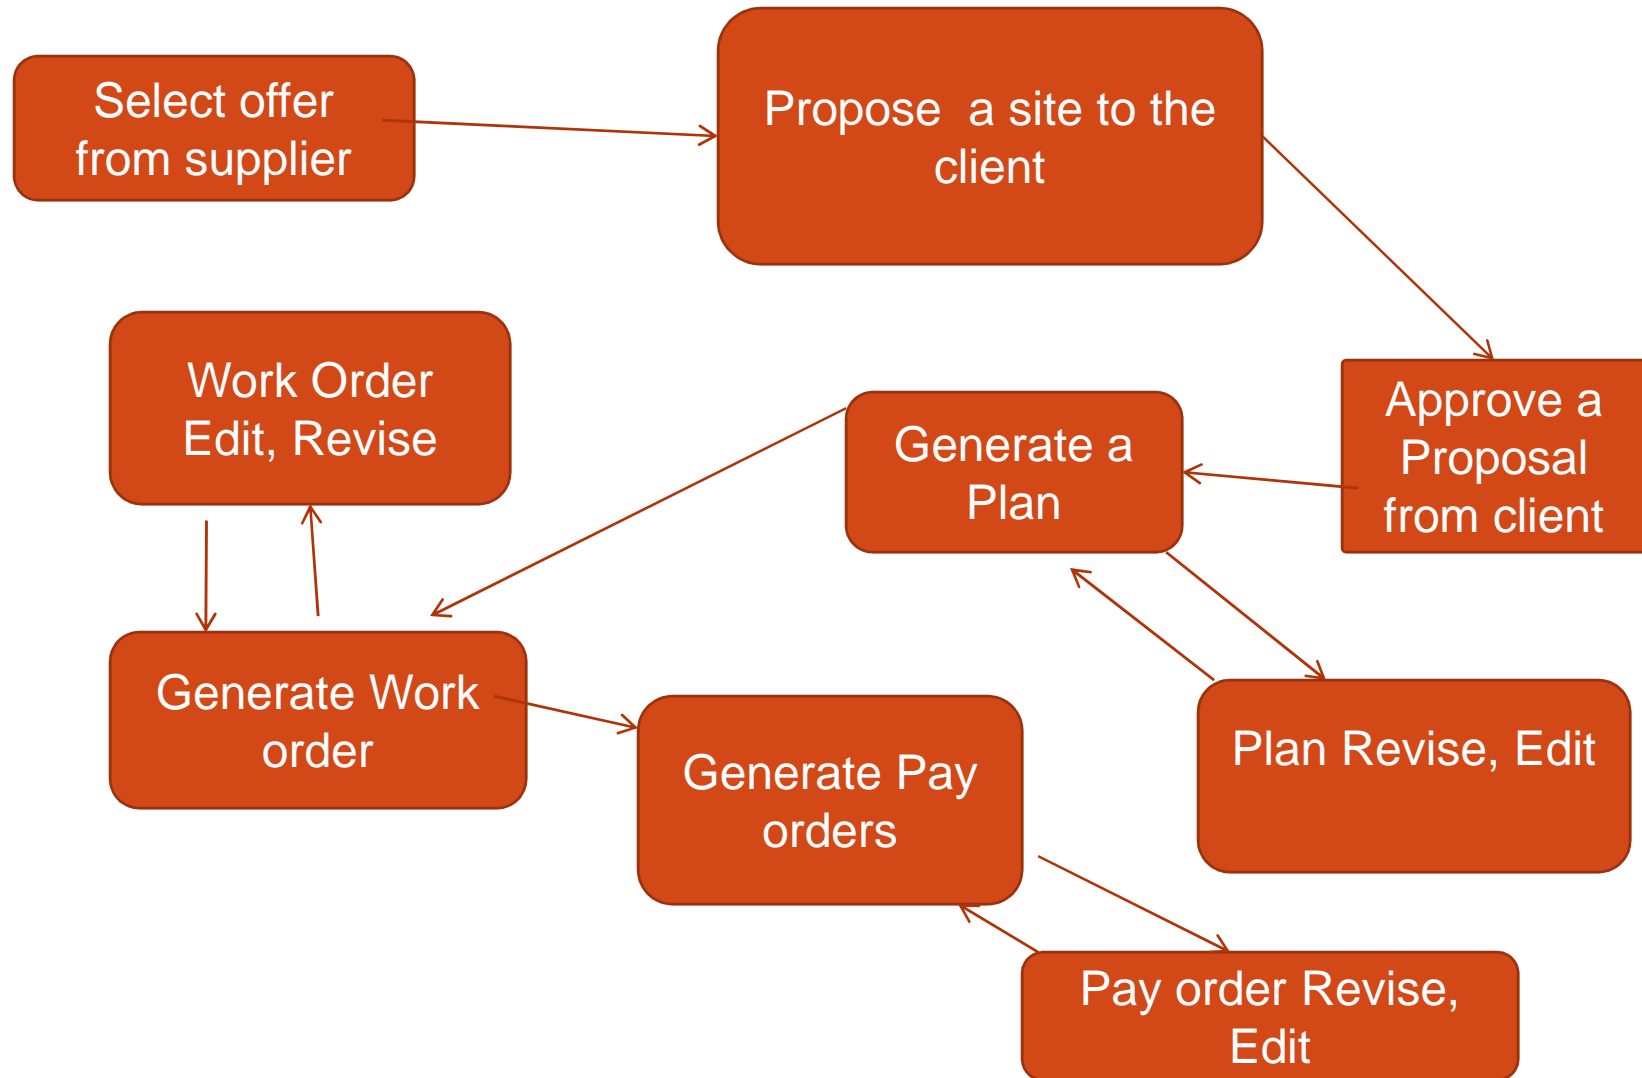 Select offer
from supplier
Propose  a site to the
client
Work Order
Edit, Revise
Generate a
Plan
Approve a
Proposal
from client
Generate Work
order
Generate Pay
orders
Plan Revise, Edit
Pay order Revise,
Edit